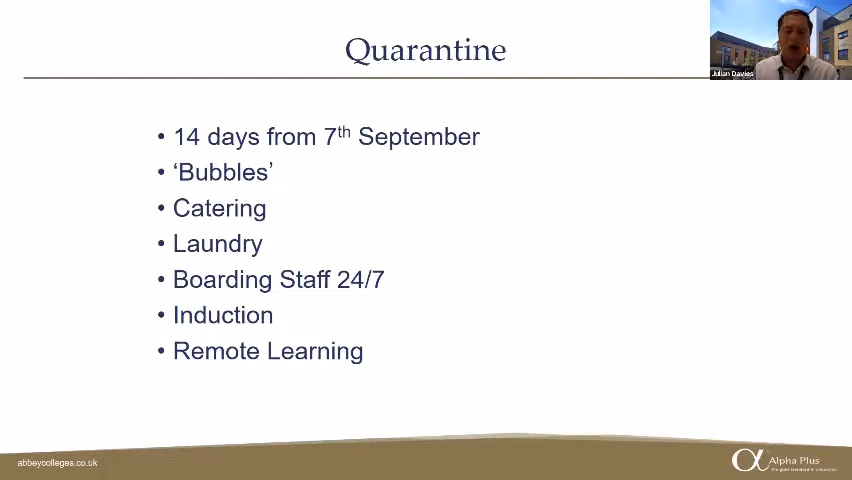 Quarantine
Julian Davies
• 14 days from 7th September
• ‘Bubbles’
• Catering
• Laundry
• Boarding Staff 24/7
• Induction
• Remote Learning
abbeycolleges.co.uk
Alpha Plus
The gold standard in education